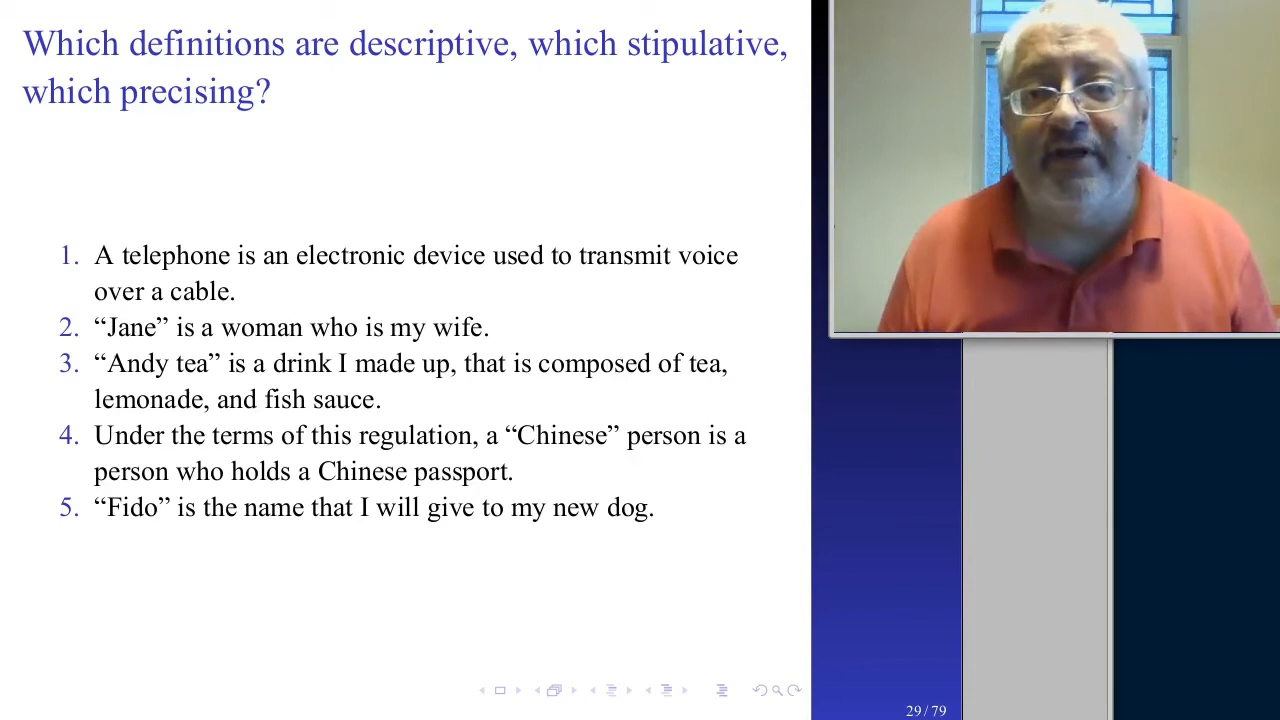 Which definitions are descriptive, which stipulative,
which precising?
1. A telephone is an electronic device used to transmit voice
over a cable.
2. “Jane” is a woman who is my wife.
3. “Andy tea” is a drink I made up, that is composed of tea,
lemonade, and fish sauce.
4. Under the terms of this regulation, a “Chinese” person is a
person who holds a Chinese passport.
5. “Fido” is the name that I will give to my new dog.
29 / 79